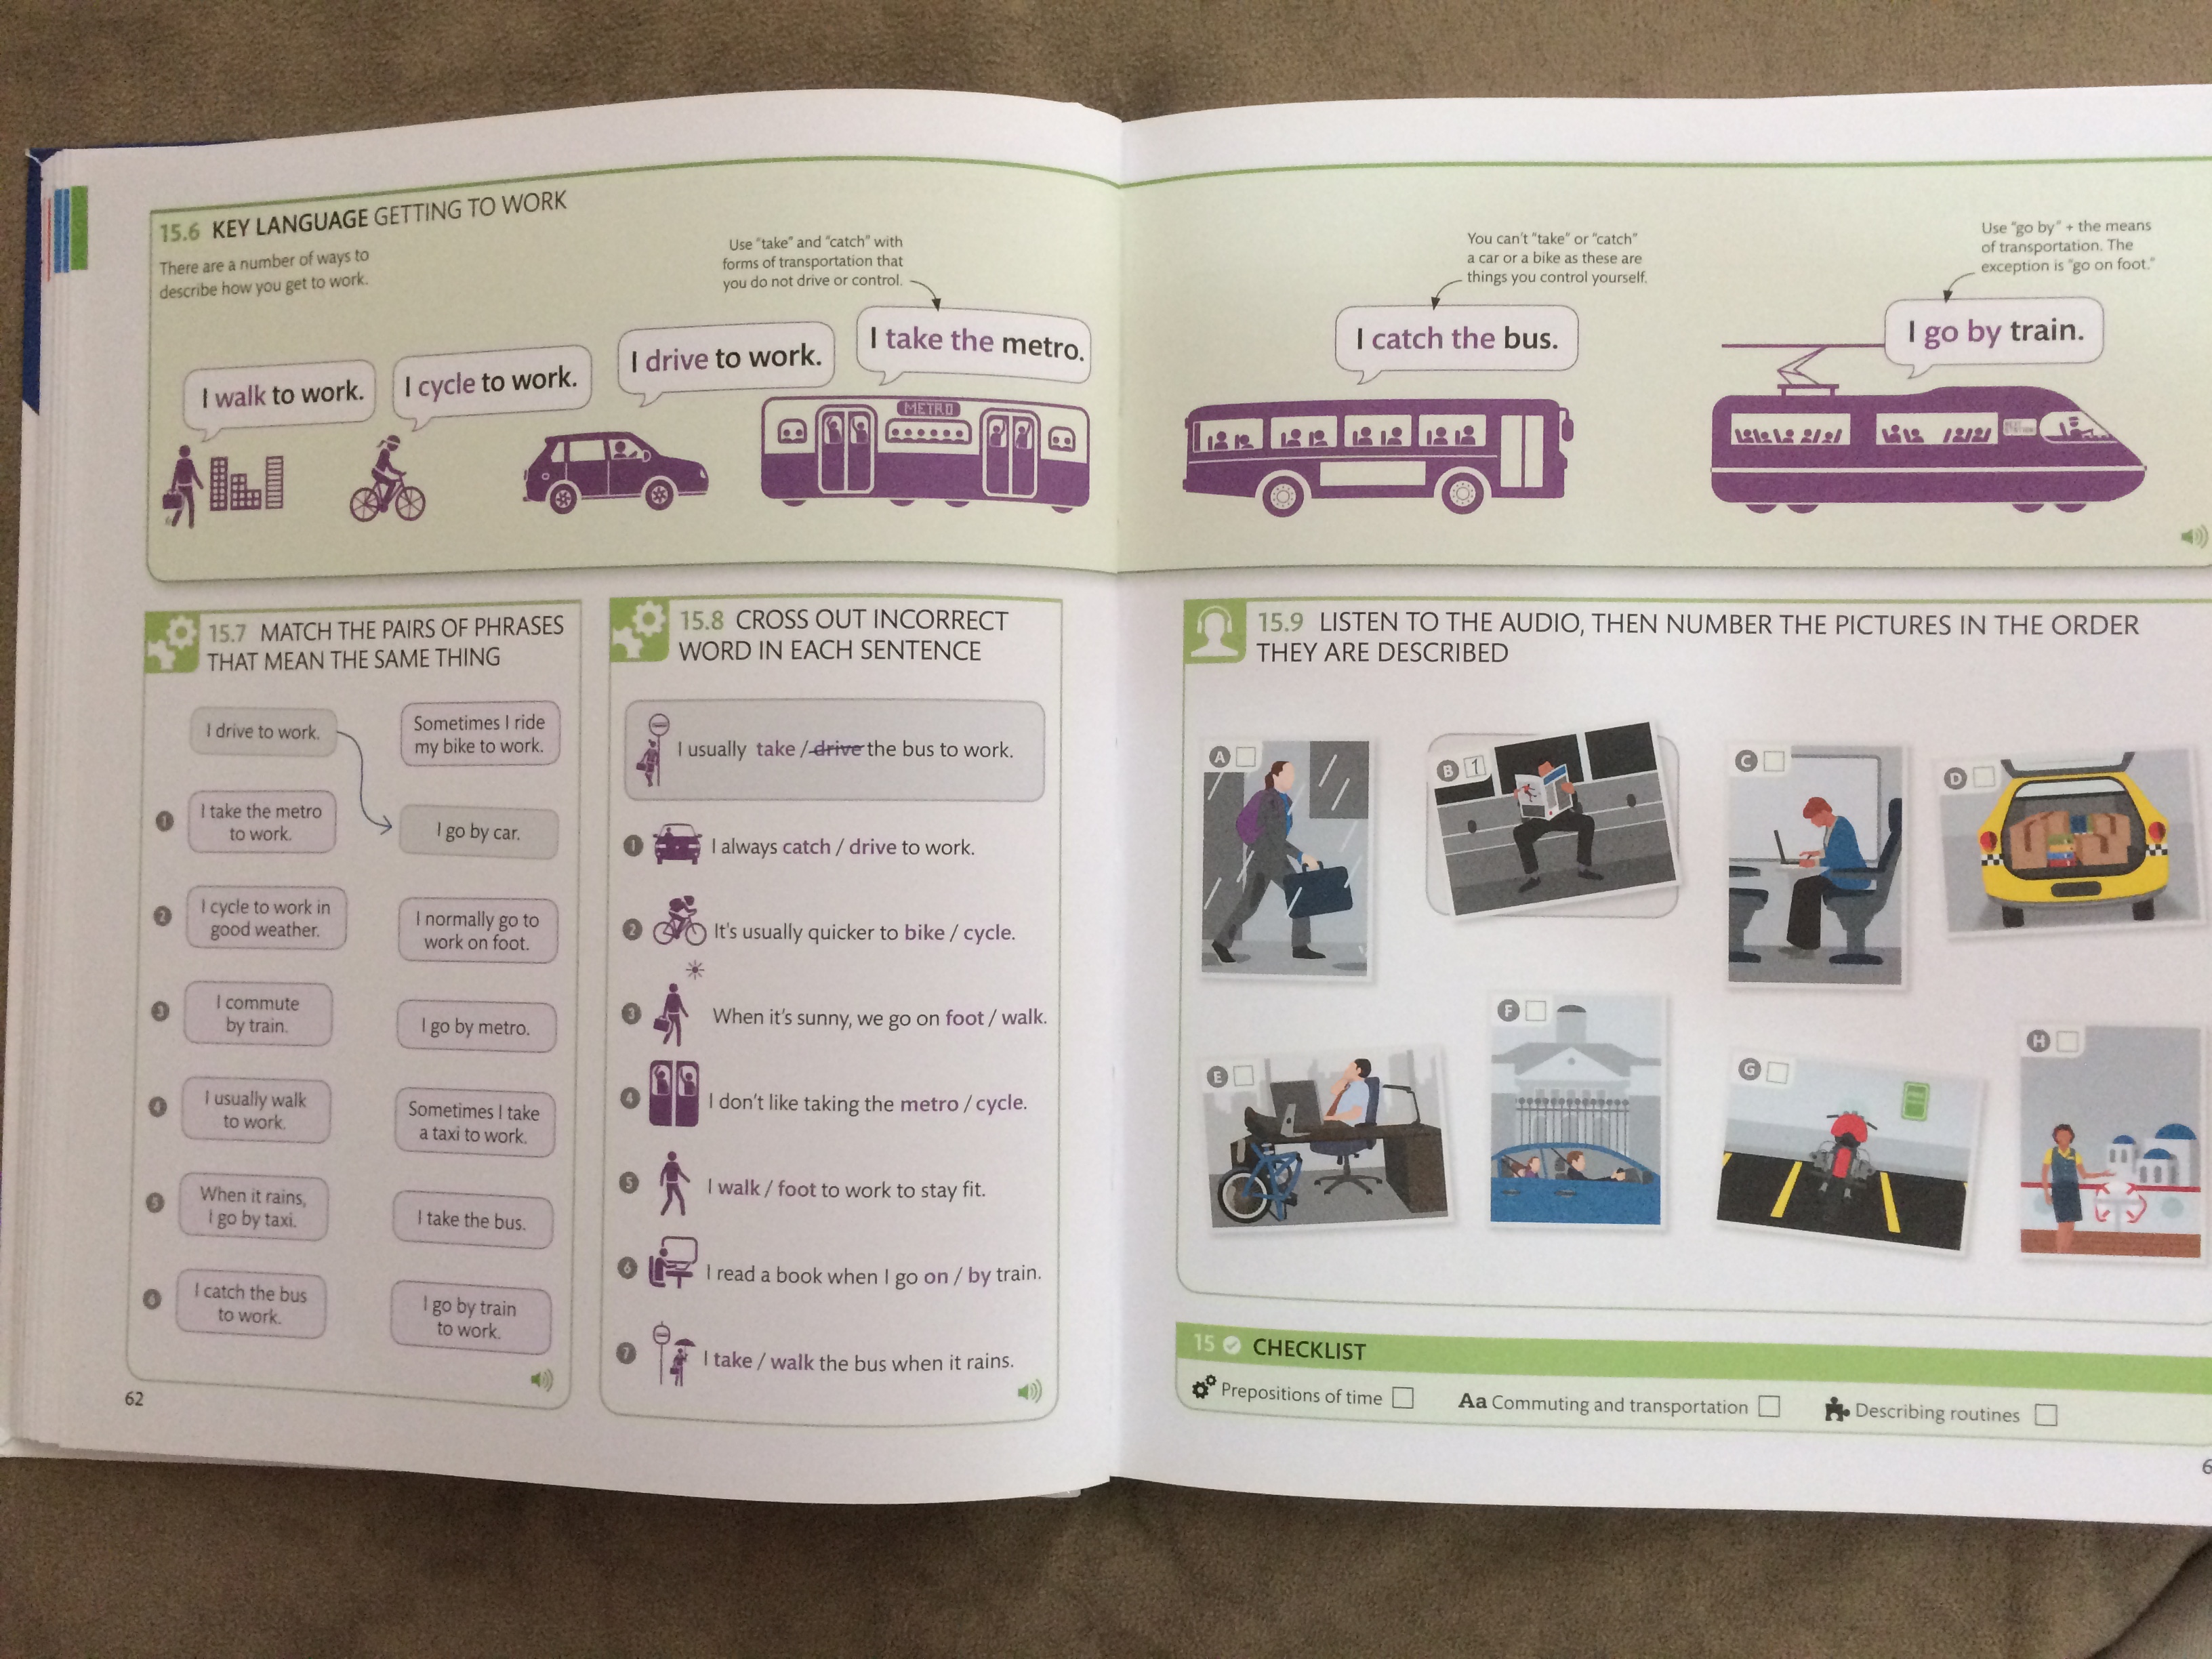 15.6 KEY LANGUAGE GETTING TO WORK
There are a number of ways to
describe how you get to work.
I walk to work.
I cycle to work.
I drive to work.
Use "take" and "catch" with
forms of transportation that
you do not drive or control.
I take the metro.
METRO
I catch the bus.
You can't "take" or "catch"
a car or a bike as these are
things you control yourself.
I go by train.
Use "go by" + the means
of transportation. The
exception is "go on foot."
15.7 MATCH THE PAIRS OF PHRASES
THAT MEAN THE SAME THING
I drive to work.
Sometimes I ride
my bike to work.
1
I take the metro
to work.
I go by car.
2
I cycle to work in
good weather.
I normally go to
work on foot.
3
I commute
by train.
I go by metro.
4
I usually walk
to work.
Sometimes I take
a taxi to work.
5
When it rains,
I go by taxi.
I take the bus.
6
I catch the bus
to work.
I go by train
to work.
62
15.8 CROSS OUT INCORRECT
WORD IN EACH SENTENCE
I usually take / drive the bus to work.
1 I always catch / drive to work.
2 It's usually quicker to bike / cycle.
3 When it's sunny, we go on foot / walk.
4 I don't like taking the metro / cycle.
5 I walk / foot to work to stay fit.
6 I read a book when I go on / by train.
7 I take / walk the bus when it rains.
15.9 LISTEN TO THE AUDIO, THEN NUMBER THE PICTURES IN THE ORDER
THEY ARE DESCRIBED
A
B 1
C
D
E
F
G
H
15 CHECKLIST
Prepositions of time
Aa Commuting and transportation
Describing routines